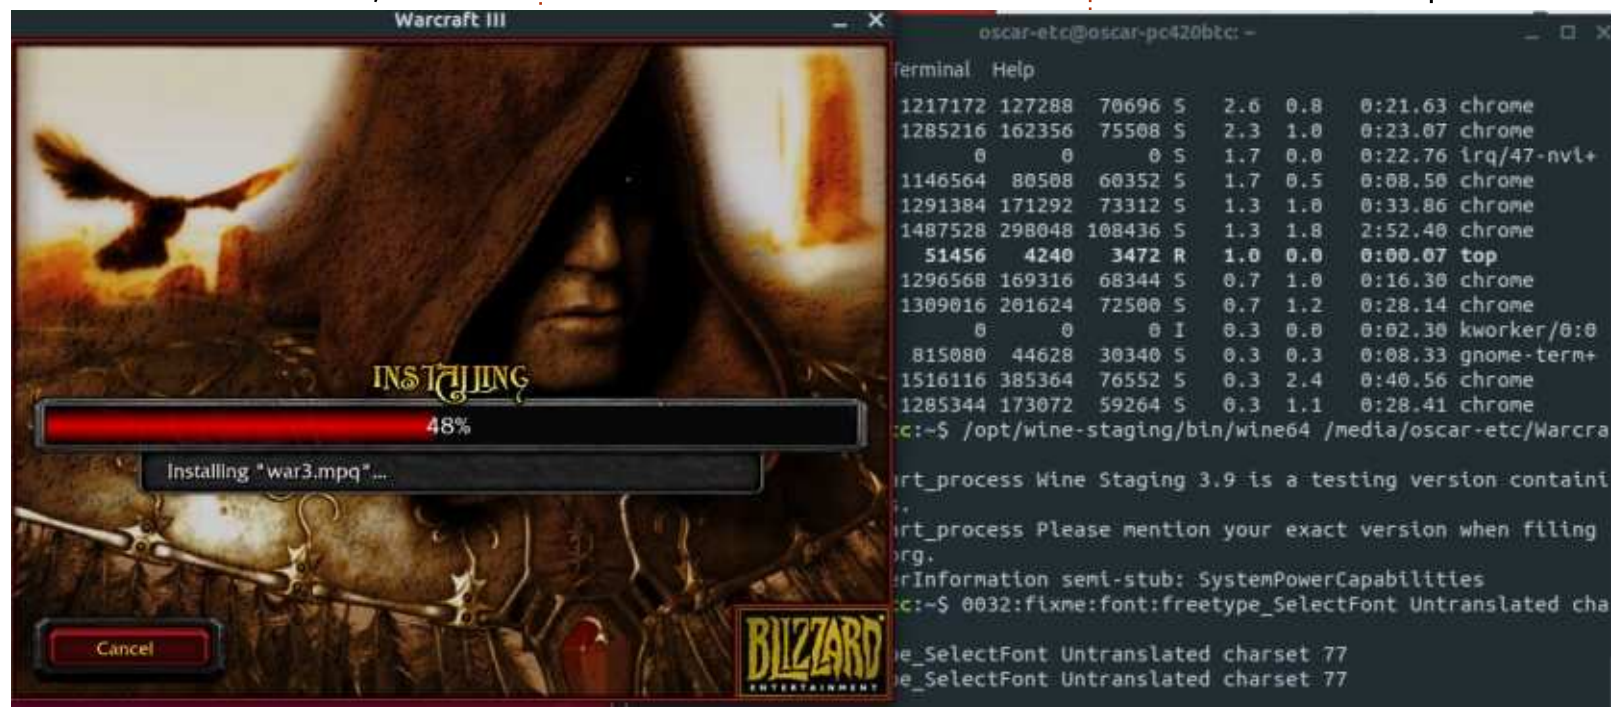 Warcraft III
INSTALLING
48%
Installing "war3.mpq"...
Cancel
BLIZZARD
ENTERTAINMENT
oscar-etc@oscar-pc420btc: ~
Terminal Help
1217172 127288 70696 S 2.6 0.8 0:21.63 chrome
1285216 162356 75508 S 2.3 1.0 0:23.07 chrome
0 0 0 S 1.7 0.0 0:22.76 irq/47-nvi+
1146564 80508 60352 S 1.7 0.5 0:08.50 chrome
1291384 171292 73312 S 1.3 1.0 0:33.86 chrome
1487528 298048 108436 S 1.3 1.8 2:52.40 chrome
51456 4240 3472 R 1.0 0.0 0:00.07 top
1296568 169316 68344 S 0.7 1.0 0:16.30 chrome
1309016 201624 72500 S 0.7 1.2 0:28.14 chrome
0 0 0 I 0.3 0.0 0:02.30 kworker/0:0
815080 44628 30340 S 0.3 0.3 0:08.33 gnome-term+
1516116 385364 76552 S 0.3 2.4 0:40.56 chrome
1285344 173072 59264 S 0.3 1.1 0:28.41 chrome
c:~$ /opt/wine-staging/bin/wine64 /media/oscar-etc/Warcra
rt_process Wine Staging 3.9 is a testing version containi
.
rt_process Please mention your exact version when filing
org.
erInformation semi-stub: SystemPowerCapabilities
c:~$ 0032:fixme:font:freetype_SelectFont Untranslated cha
e_SelectFont Untranslated charset 77
e_SelectFont Untranslated charset 77